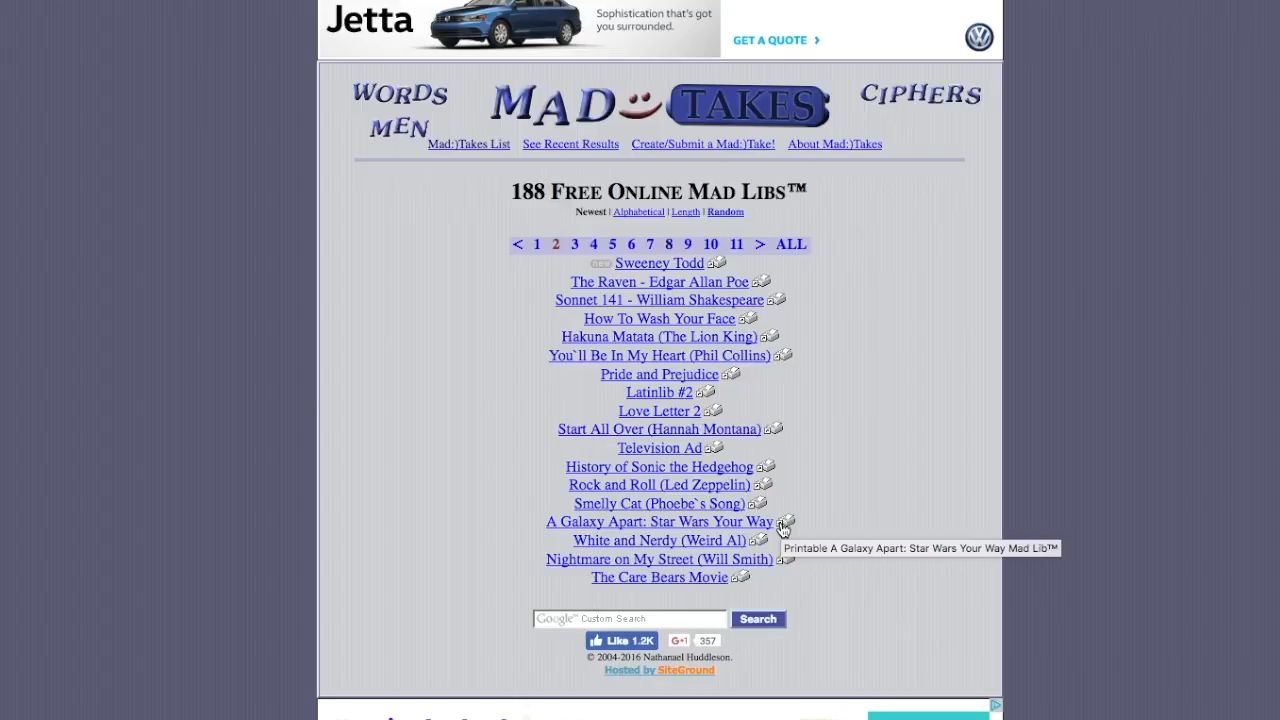 Jetta
Sophistication that's got
you surrounded.
GET A QUOTE >
WORDS
MAD:)TAKES
CIPHERS
MEN
Mad:)Takes List See Recent Results Create/Submit a Mad:)Take! About Mad:)Takes
188 FREE ONLINE MAD LIBS™
Newest | Alphabetical | Length | Random
< 1 2 3 4 5 6 7 8 9 10 11 > ALL
Sweeney Todd
The Raven - Edgar Allan Poe
Sonnet 141 - William Shakespeare
How To Wash Your Face
Hakuna Matata (The Lion King)
You`ll Be In My Heart (Phil Collins)
Pride and Prejudice
Latinlib #2
Love Letter 2
Start All Over (Hannah Montana)
Television Ad
History of Sonic the Hedgehog
Rock and Roll (Led Zeppelin)
Smelly Cat (Phoebe`s Song)
A Galaxy Apart: Star Wars Your Way
White and Nerdy (Weird Al)
Printable A Galaxy Apart: Star Wars Your Way Mad Lib™
Nightmare on My Street (Will Smith)
The Care Bears Movie
Google™ Custom Search Search
Like 1.2K G+1 357
© 2004-2016 Nathanael Huddleson.
Hosted by SiteGround